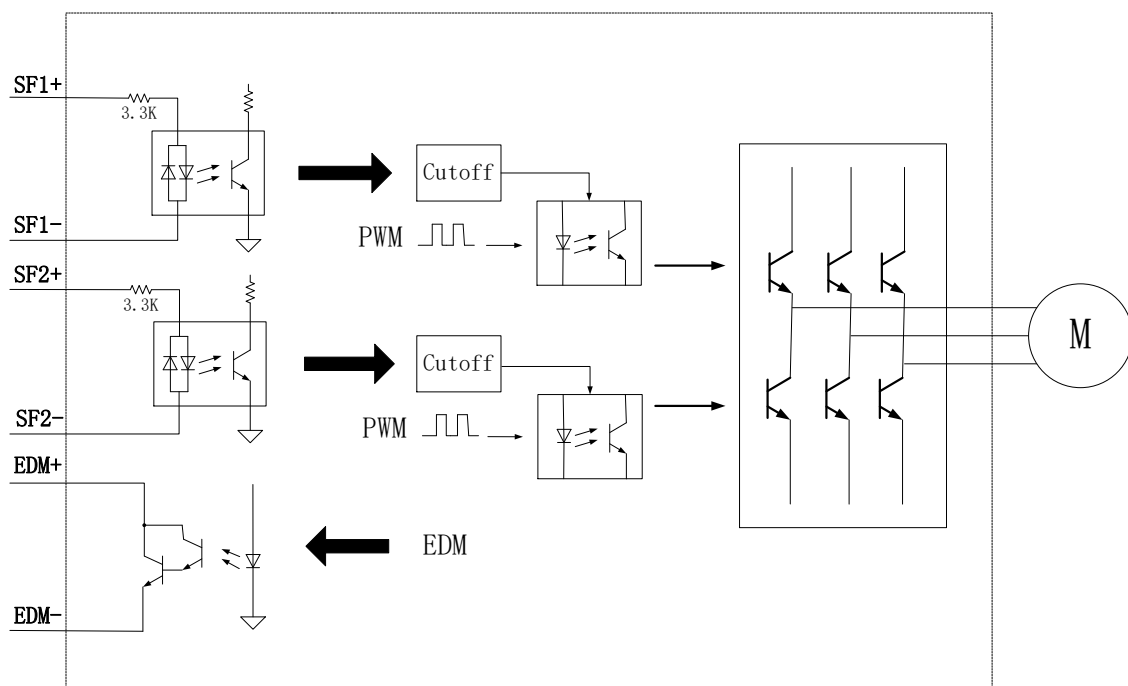 SF1+
3.3K
SF1-
Cutoff
PWM
SF2+
3.3K
SF2-
Cutoff
PWM
M
EDM+
EDM
EDM-